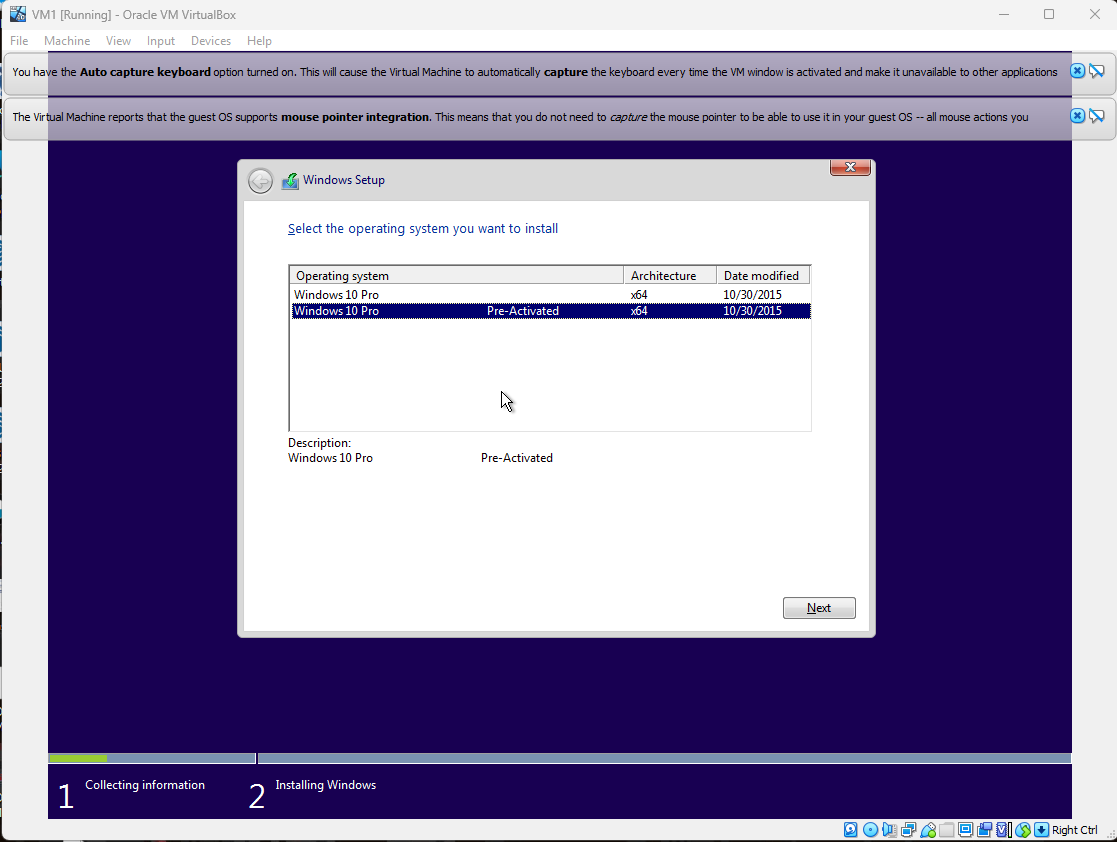 VM1 [Running] - Oracle VM VirtualBox
File Machine View Input Devices Help
You have the Auto capture keyboard option turned on. This will cause the Virtual Machine to automatically capture the keyboard every time the VM window is activated and make it unavailable to other applications
The Virtual Machine reports that the guest OS supports mouse pointer integration. This means that you do not need to capture the mouse pointer to be able to use it in your guest OS -- all mouse actions you
Windows Setup
Select the operating system you want to install
Operating system Architecture Date modified
Windows 10 Pro x64 10/30/2015
Windows 10 Pro Pre-Activated x64 10/30/2015
Description:
Windows 10 Pro Pre-Activated
Next
1 Collecting information 2 Installing Windows
Right Ctrl